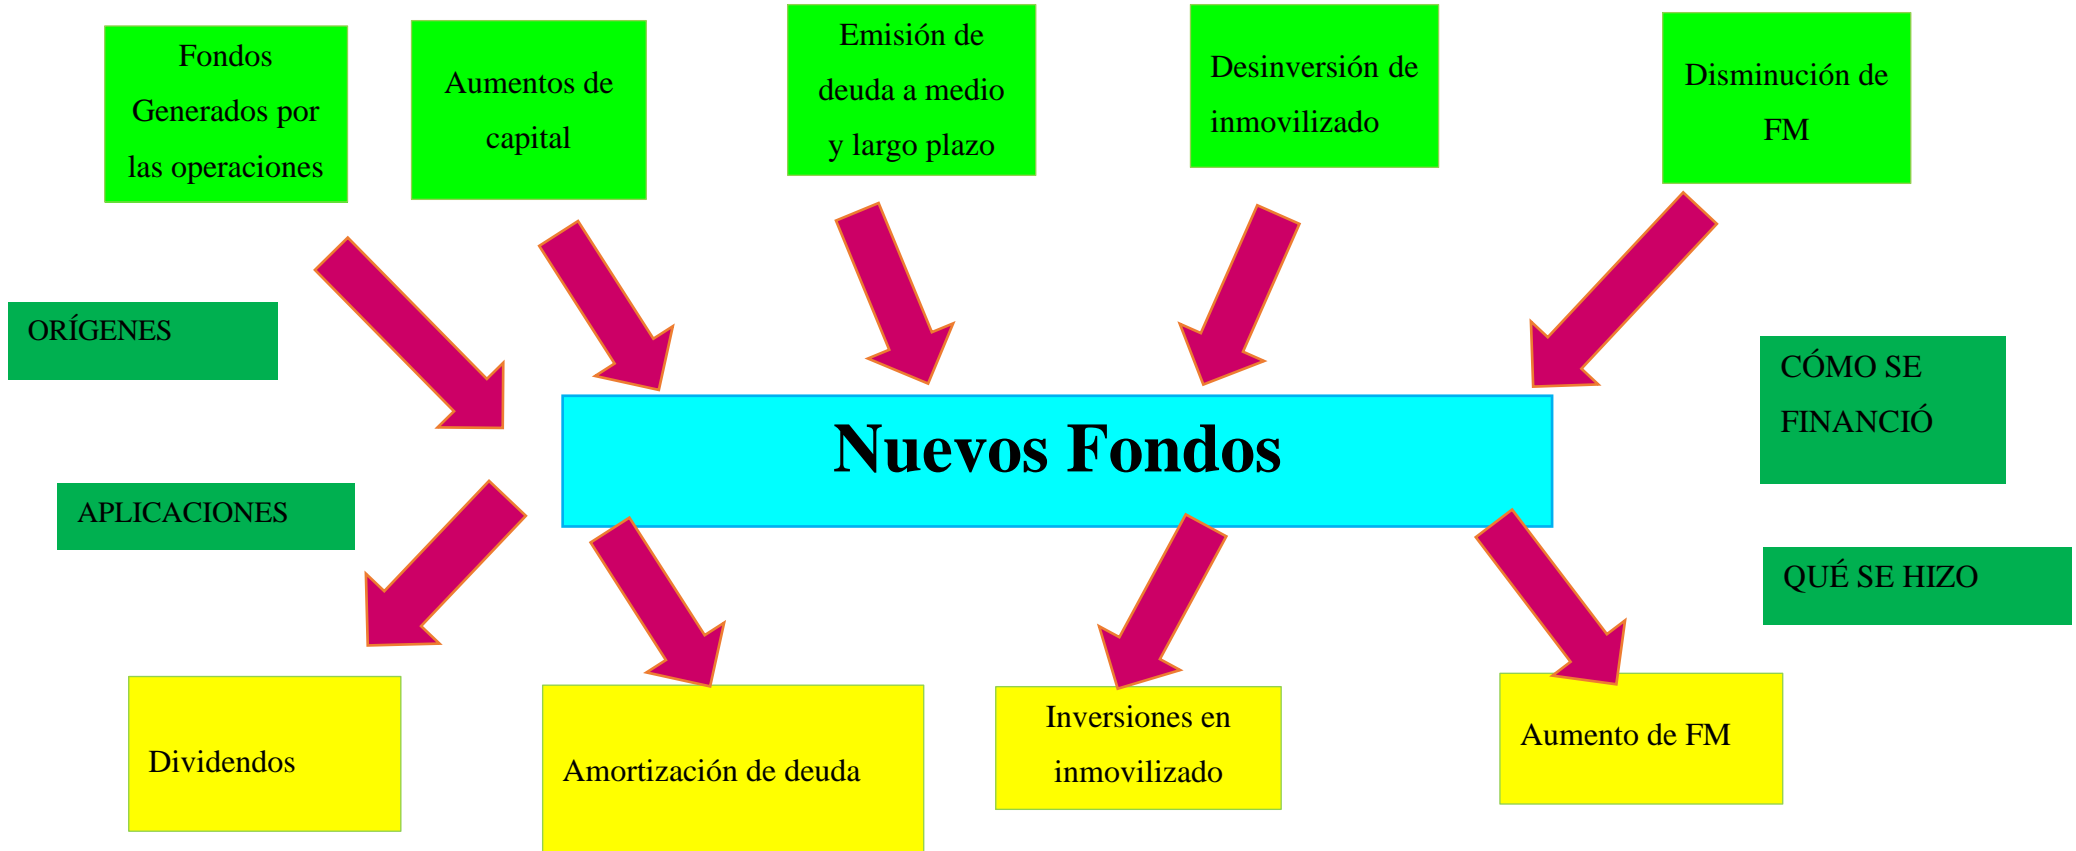 Fondos
Generados por
las operaciones
Aumentos de
capital
Emisión de
deuda a medio
y largo plazo
Desinversión de
inmovilizado
Disminución de
FM
ORÍGENES
CÓMO SE
FINANCIÓ
Nuevos Fondos
APLICACIONES
QUÉ SE HIZO
Dividendos
Amortización de deuda
Inversiones en
inmovilizado
Aumento de FM